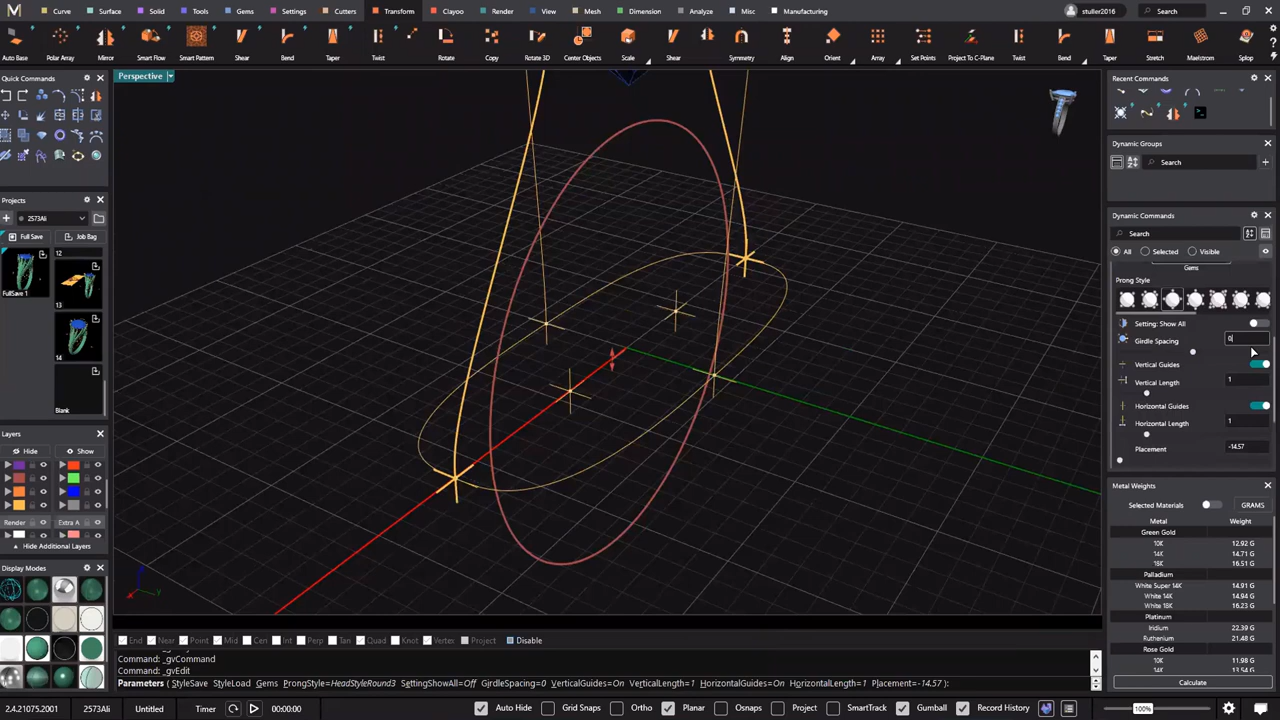 Curve Surface Solid Tools Gems Settings Cutters Transform Clayoo Render View Mesh Dimension Analyze Misc Manufacturing stuller2016 Search
Auto Base Polar Array Mirror Smart Flow Smart Pattern Shear Bend Taper Twist Rotate Copy Rotate 3D Center Objects Scale Shear Symmetry Align Orient Array Set Points Project To C-Plane Twist Bend Taper Stretch Maelstrom Splop
Quick Commands
Perspective
Recent Commands
Dynamic Groups
Search
Projects
2573Ali
Full Save Job Bag
12
FullSave 1
13
14
Blank
Dynamic Commands
Search
All Selected Visible
Gems
Prong Style
Setting: Show All
Girdle Spacing 0
Vertical Guides
Vertical Length 1
Horizontal Guides
Horizontal Length 1
Placement -14.57
Layers
Hide Show
Render Extra A
Hide Additional Layers
Display Modes
Metal Weights
Selected Materials GRAMS
Metal Weight
Green Gold
10K 12.92 G
14K 14.71 G
18K 16.51 G
Palladium
White Super 14K 14.91 G
White 14K 14.94 G
White 18K 16.23 G
Platinum
Iridium 22.39 G
Ruthenium 21.48 G
Rose Gold
10K 11.98 G
14K 13.54 G
Calculate
x z y
End Near Point Mid Cen Int Perp Tan Quad Knot Vertex Project Disable
Command: _gvCommand
Command: _gvEdit
Parameters ( StyleSave StyleLoad Gems ProngStyle=HeadStyleRound3 SettingShowAll=Off GirdleSpacing=0 VerticalGuides=On VerticalLength=1 HorizontalGuides=On HorizontalLength=1 Placement=-14.57 ):
2.4.21075.2001 2573Ali Untitled Timer 00:00:00 Auto Hide Grid Snaps Ortho Planar Osnaps Project SmartTrack Gumball Record History 100%